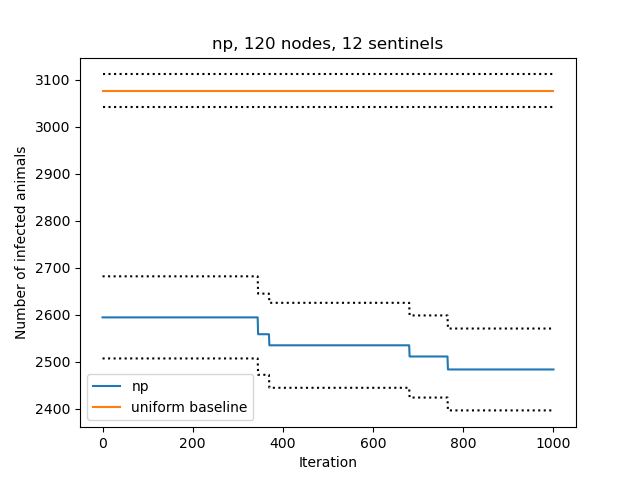 np, 120 nodes, 12 sentinels
Number of infected animals
3100
3000
2900
2800
2700
2600
2500
2400
np
uniform baseline
0
200
400
600
800
1000
Iteration